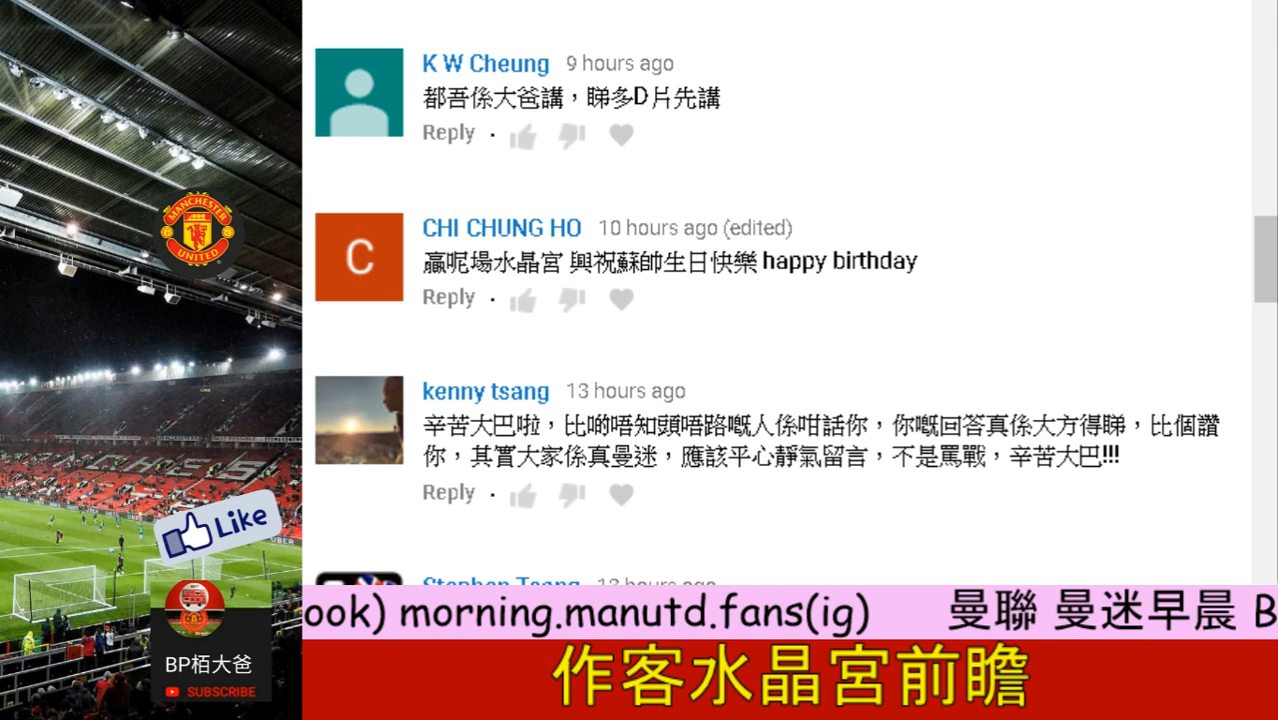 K W Cheung 9 hours ago
都吾係大爸講，睇多D片先講
Reply
CHI CHUNG HO 10 hours ago (edited)
C
贏呢場水晶宮 與祝蘇帥生日快樂 happy birthday
Reply
MANCHESTER
UNITED
kenny tsang 13 hours ago
辛苦大巴啦，比啲唔知頭唔路嘅人係咁話你，你嘅回答真係大方得睇，比個讚
你，其實大家係真曼迷，應該平心靜氣留言，不是罵戰，辛苦大巴!!!
Reply
Like
Stephen Tsang 13 hours ago
ook) morning.manutd.fans(ig) 曼聯 曼迷早晨 B
BP栢大爸
SUBSCRIBE
作客水晶宮前瞻